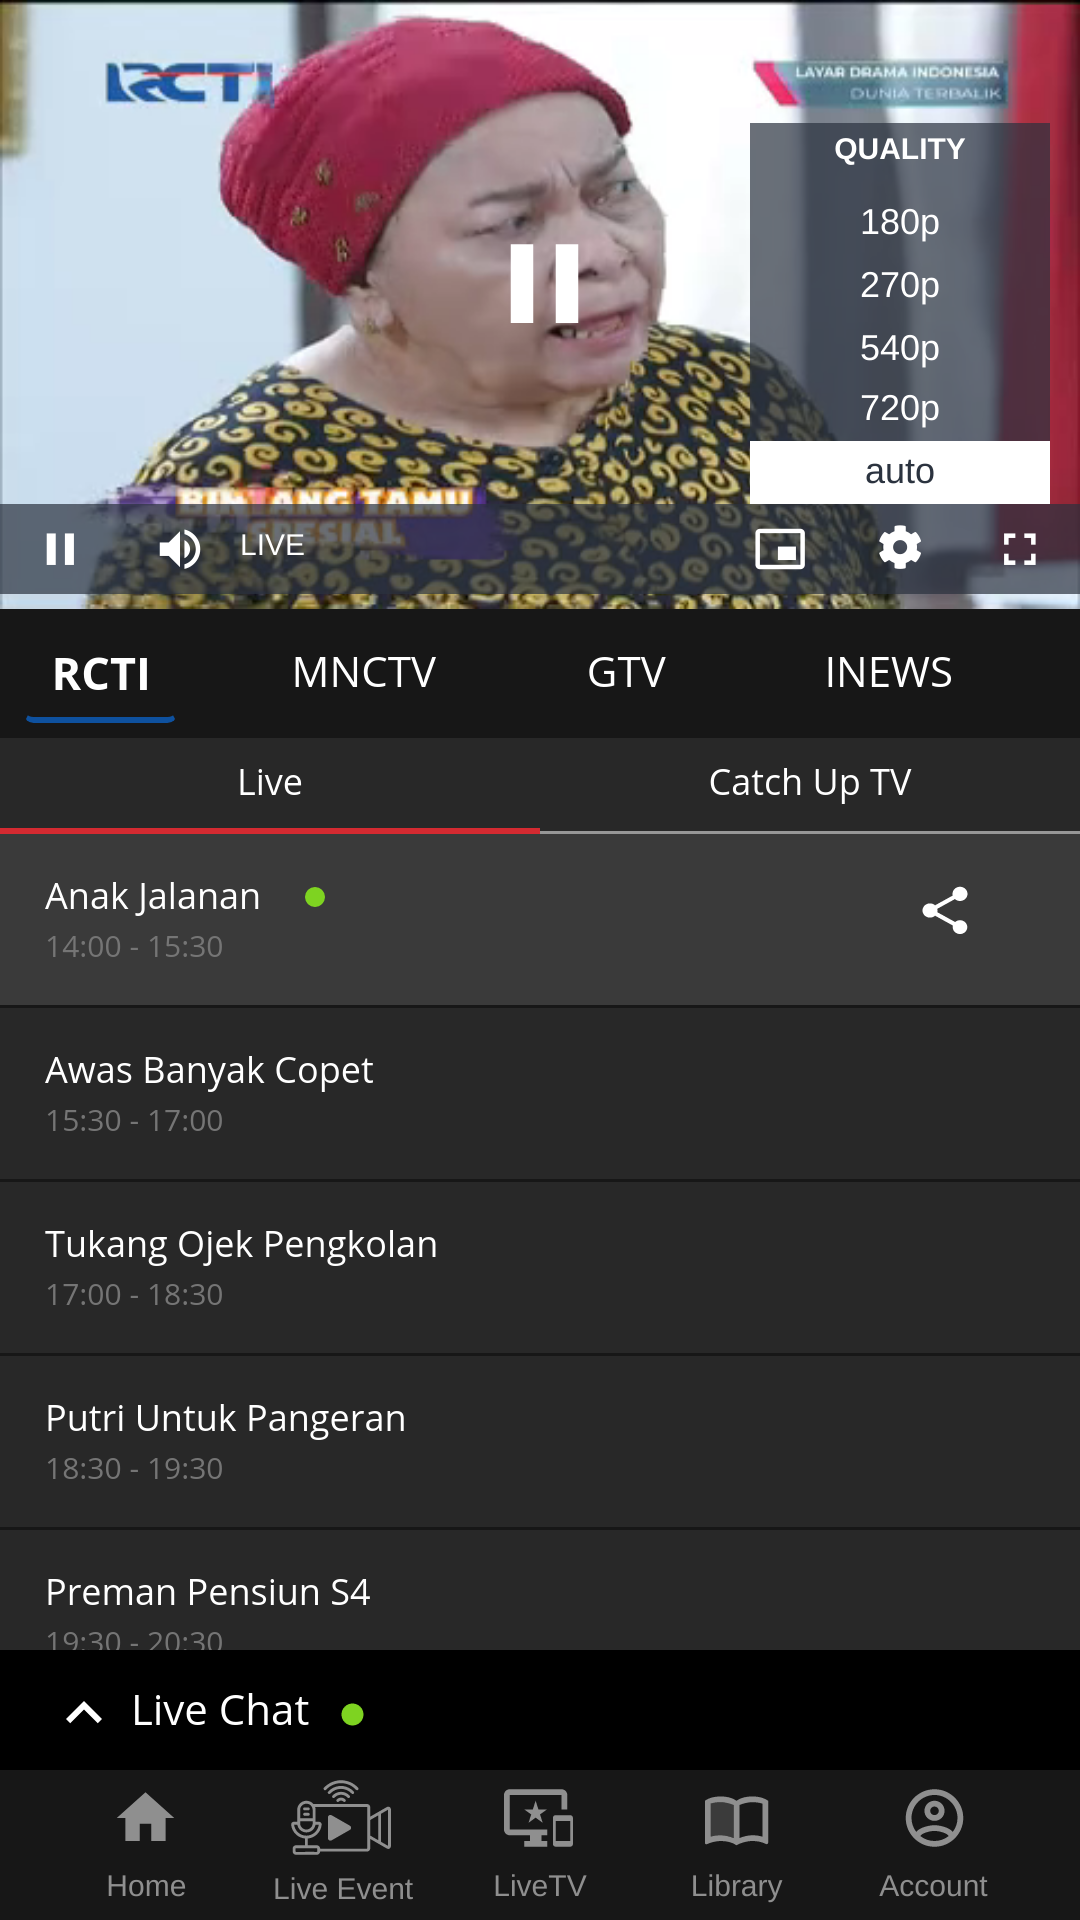 RCTI
LAYAR DRAMA INDONESIA
DUNIA TERBALIK
QUALITY
180p
270p
540p
720p
auto
BINTANG TAMU
SPESIAL
LIVE
RCTI MNCTV GTV INEWS
Live Catch Up TV
Anak Jalanan
14:00 - 15:30
Awas Banyak Copet
15:30 - 17:00
Tukang Ojek Pengkolan
17:00 - 18:30
Putri Untuk Pangeran
18:30 - 19:30
Preman Pensiun S4
19:30 - 20:30
Live Chat
Home Live Event LiveTV Library Account